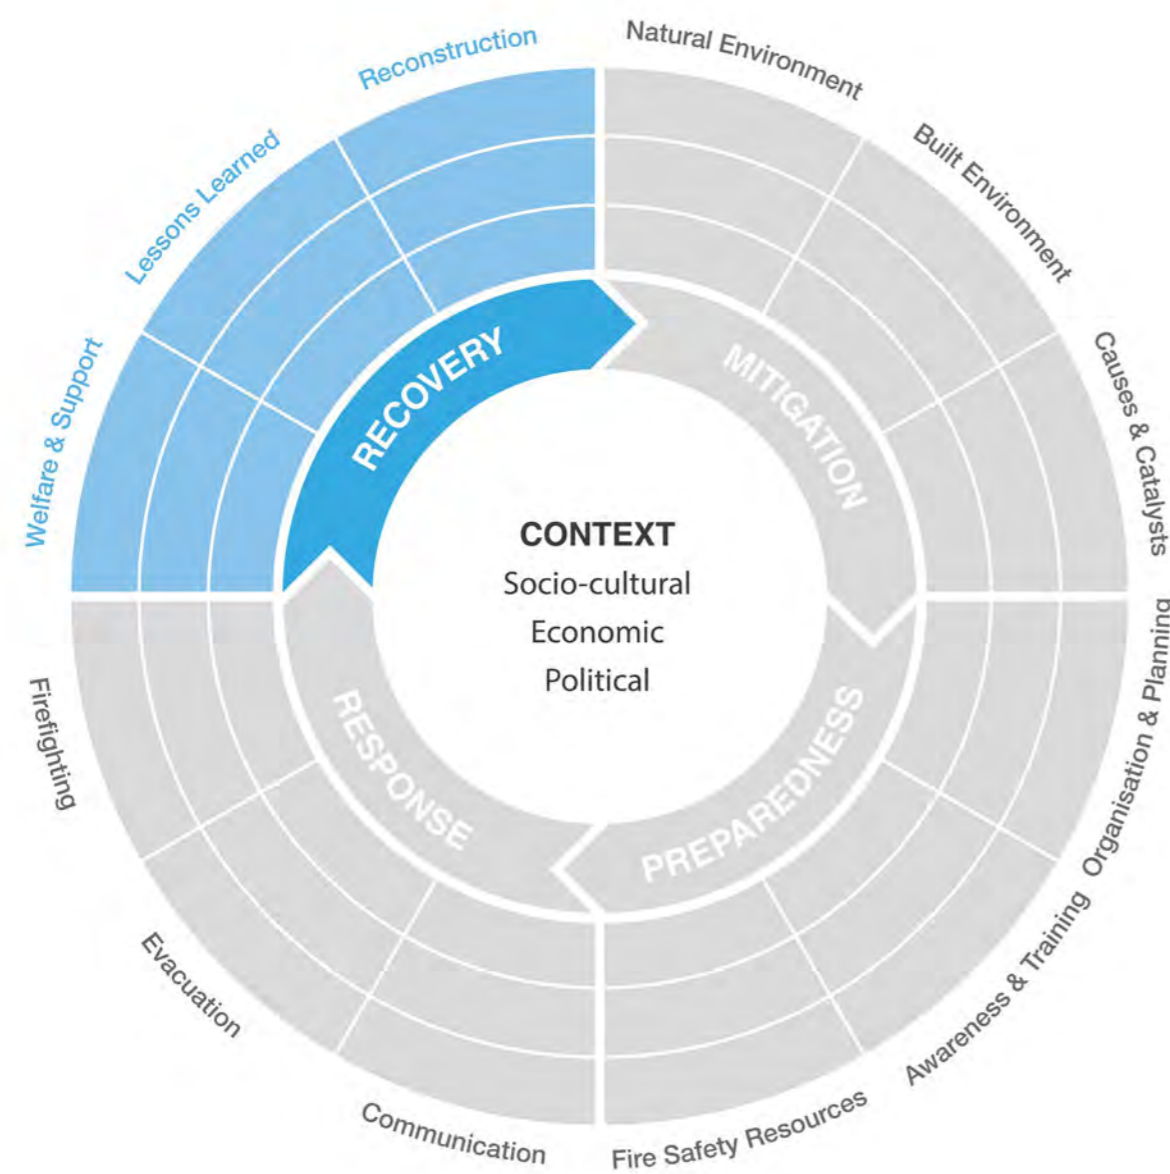 Reconstruction
Natural Environment
Lessons Learned
Built Environment
Welfare & Support
Causes & Catalysts
RECOVERY
MITIGATION
CONTEXT
Socio-cultural
Economic
Political
RESPONSE
PREPAREDNESS
Firefighting
Organisation & Planning
Evacuation
Awareness & Training
Communication
Fire Safety Resources